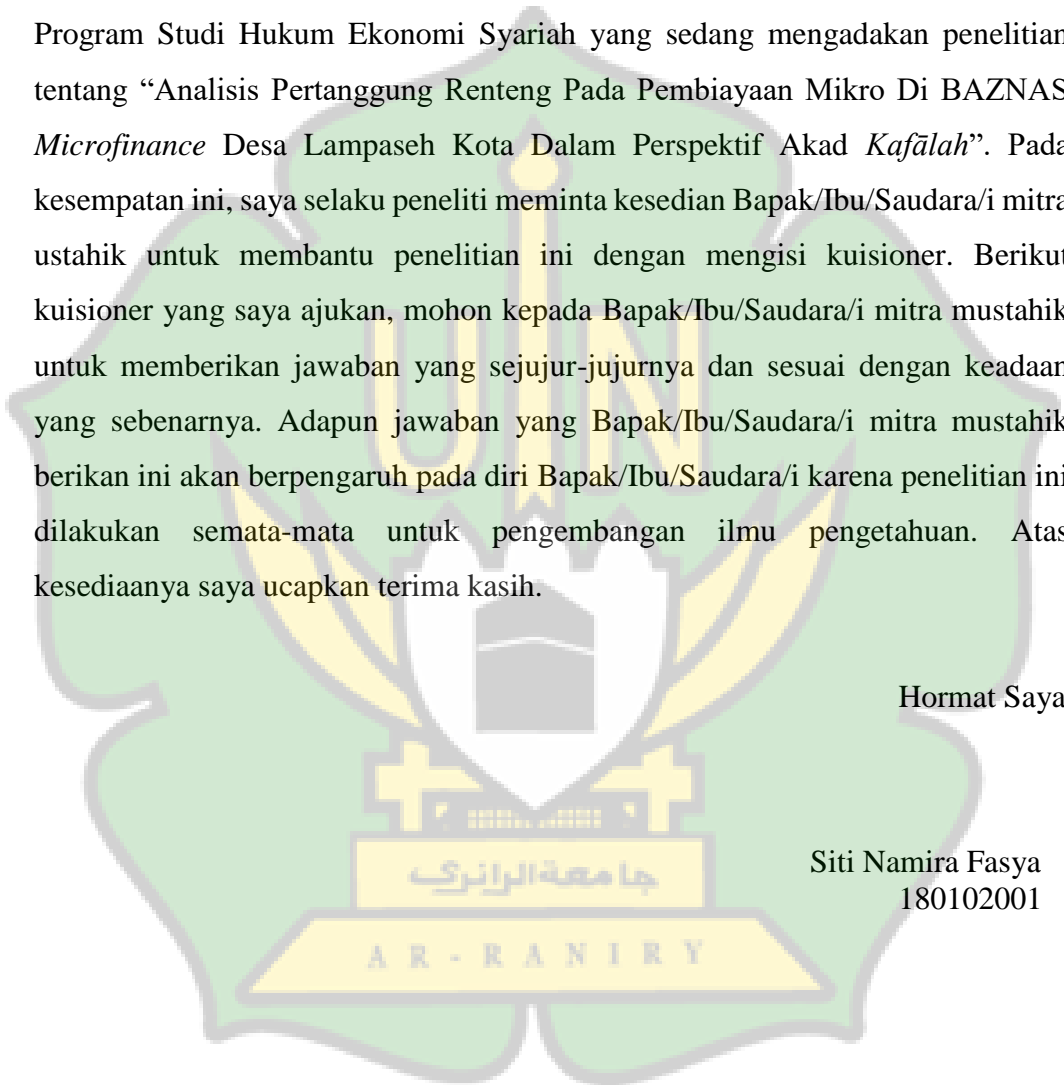 Program Studi Hukum Ekonomi Syariah yang sedang mengadakan penelitian
tentang “Analisis Pertanggung Renteng Pada Pembiayaan Mikro Di BAZNAS
Microfinance Desa Lampaseh Kota Dalam Perspektif Akad Kafālah”. Pada
kesempatan ini, saya selaku peneliti meminta kesedian Bapak/Ibu/Saudara/i mitra
ustahik untuk membantu penelitian ini dengan mengisi kuisioner. Berikut
kuisioner yang saya ajukan, mohon kepada Bapak/Ibu/Saudara/i mitra mustahik
untuk memberikan jawaban yang sejujur-jujurnya dan sesuai dengan keadaan
yang sebenarnya. Adapun jawaban yang Bapak/Ibu/Saudara/i mitra mustahik
berikan ini akan berpengaruh pada diri Bapak/Ibu/Saudara/i karena penelitian ini
dilakukan semata-mata untuk pengembangan ilmu pengetahuan. Atas
kesediaanya saya ucapkan terima kasih.
UIN
Hormat Saya
Siti Namira Fasya
180102001
جامعة الرانري
AR-RANIRY